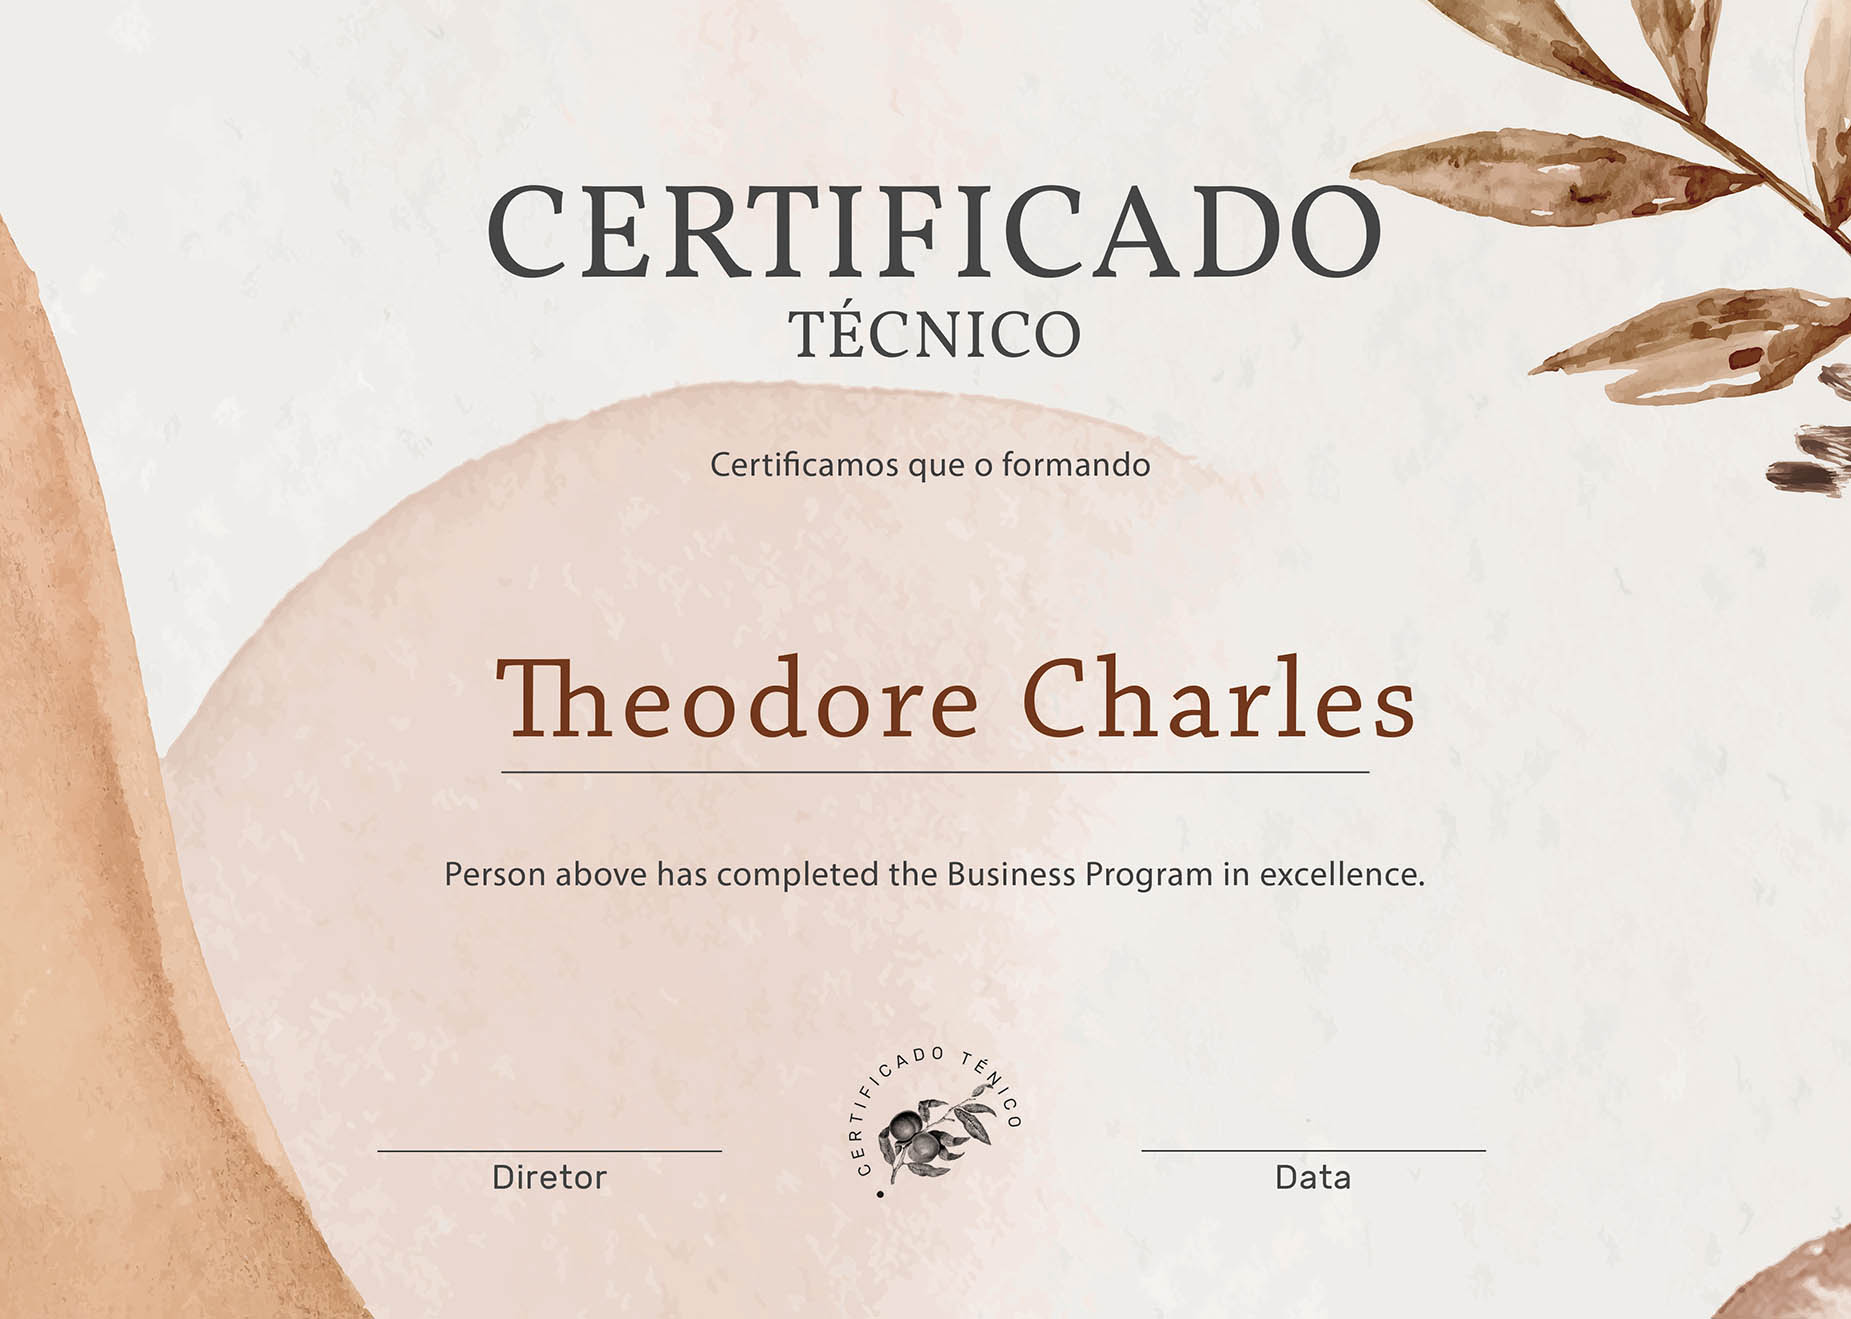 CERTIFICADO
TÉCNICO
Certificamos que o formando
Theodore Charles
Person above has completed the Business Program in excellence.
CERTIFICADO TÉNICO
Diretor
Data